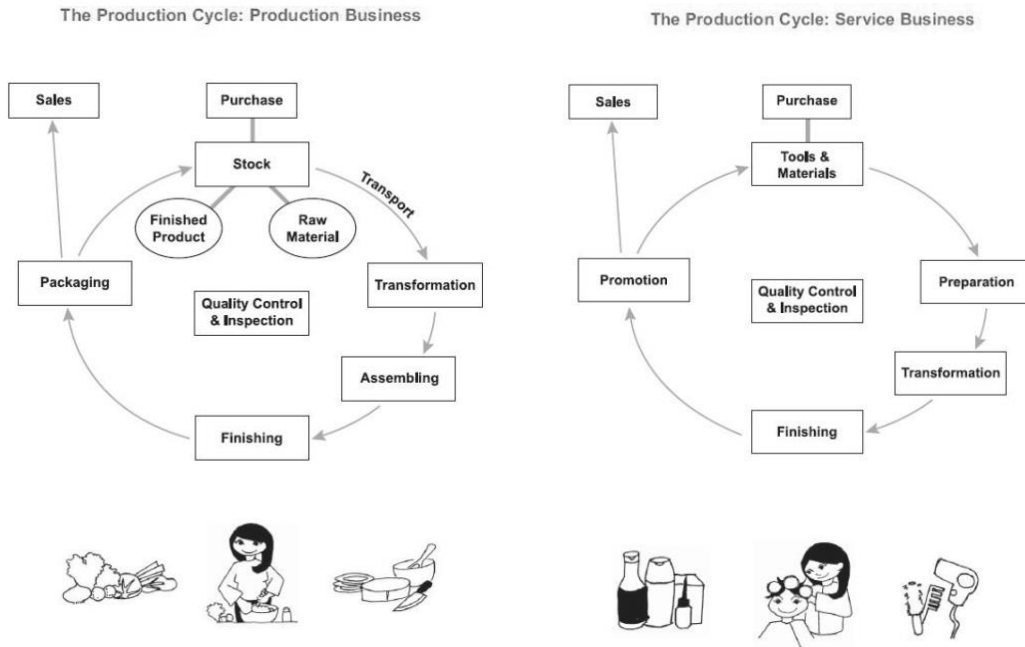 The Production Cycle: Production Business
Sales
Purchase
Stock
Transport
Finished
Product
Raw
Material
Packaging
Transformation
Quality Control
& Inspection
Assembling
Finishing
The Production Cycle: Service Business
Sales
Purchase
Tools &
Materials
Promotion
Preparation
Quality Control
& Inspection
Transformation
Finishing